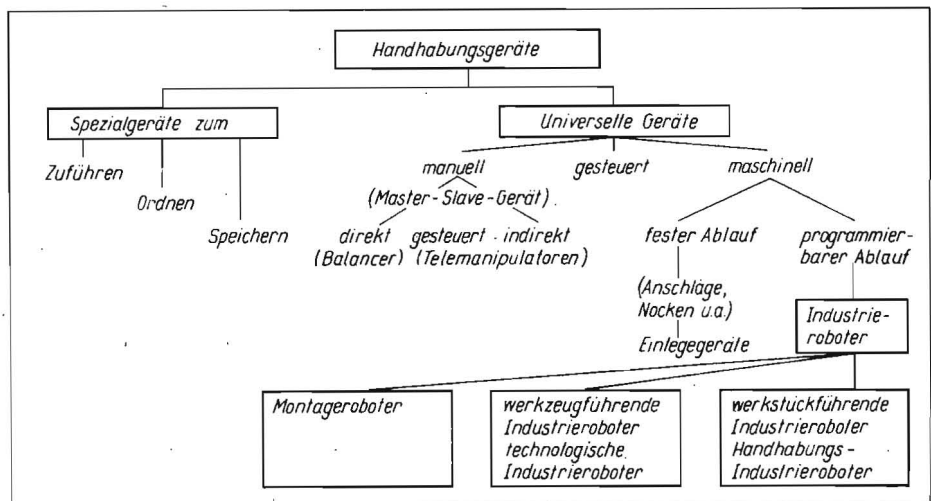 Handhabungsgeräte
Spezialgeräte zum
Universelle Geräte
Zuführen
Ordnen
Speichern
manuell
gesteuert
maschinell
(Master-Slave-Gerät)
direkt gesteuert - indirekt
(Balancer) (Telemanipulatoren)
fester Ablauf
programmier-
barer Ablauf
(Anschläge,
Nocken u.a.)
Einlegegeräte
Industrie-
roboter
Montageroboter
werkzeugführende
Industrieroboter
technologische
Industrieroboter
werkstückführende
Industrieroboter
Handhabungs-
Industrieroboter